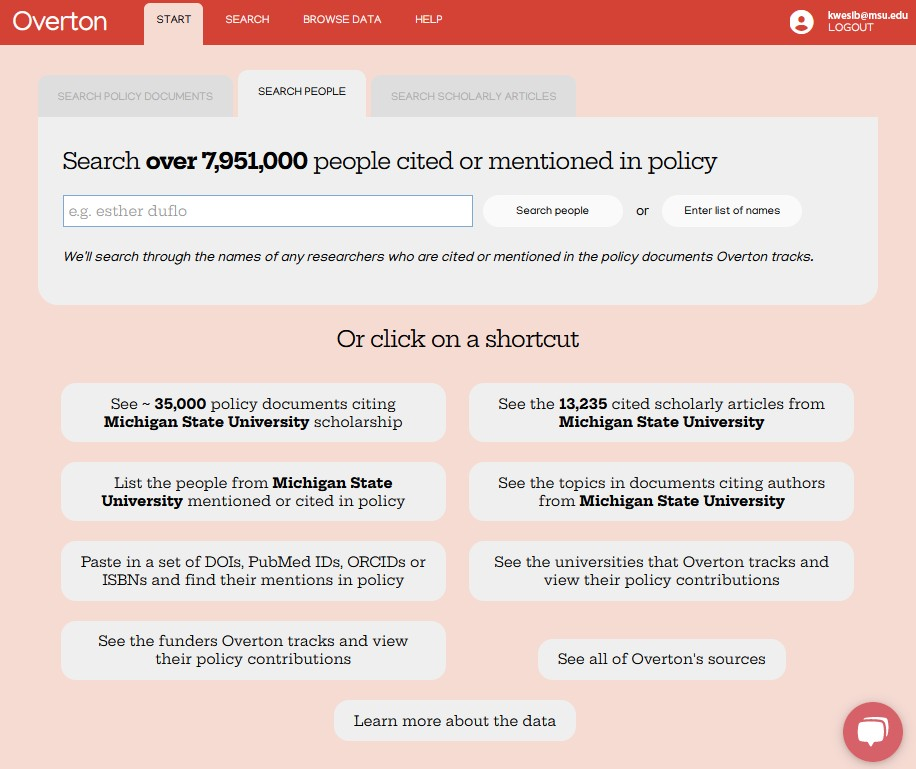 Overton
START
SEARCH
BROWSE DATA
HELP
kwesib@msu.edu
LOGOUT
SEARCH POLICY DOCUMENTS
SEARCH PEOPLE
SEARCH SCHOLARLY ARTICLES
Search over 7,951,000 people cited or mentioned in policy
e.g. esther duflo
Search people
or
Enter list of names
We'll search through the names of any researchers who are cited or mentioned in the policy documents Overton tracks.
Or click on a shortcut
See ~ 35,000 policy documents citing
Michigan State University scholarship
See the 13,235 cited scholarly articles from
Michigan State University
List the people from Michigan State
University mentioned or cited in policy
See the topics in documents citing authors
from Michigan State University
Paste in a set of DOIs, PubMed IDs, ORCIDs or
ISBNs and find their mentions in policy
See the universities that Overton tracks and
view their policy contributions
See the funders Overton tracks and view
their policy contributions
See all of Overton's sources
Learn more about the data